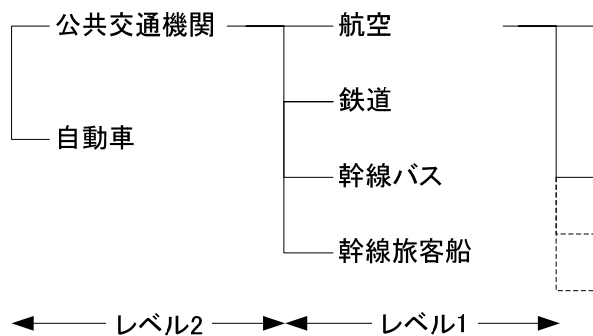 公共交通機関
航空
鉄道
自動車
幹線バス
幹線旅客船
レベル2
レベル1